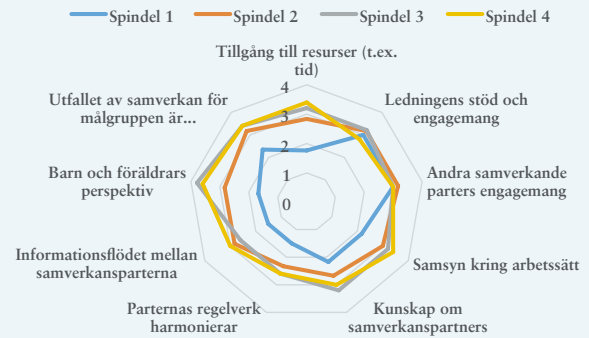 Spindel 1 Spindel 2 Spindel 3 Spindel 4
Tillgång till resurser (t.ex.
tid)
Ledningens stöd och
engagemang
Andra samverkande
parters engagemang
Samsyn kring arbetssätt
Kunskap om
samverkanspartners
Parternas regelverk
harmonierar
Informationsflödet mellan
samverkansparterna
Barn och föräldrars
perspektiv
Utfallet av samverkan för
målgruppen är...
4
3
2
1
0